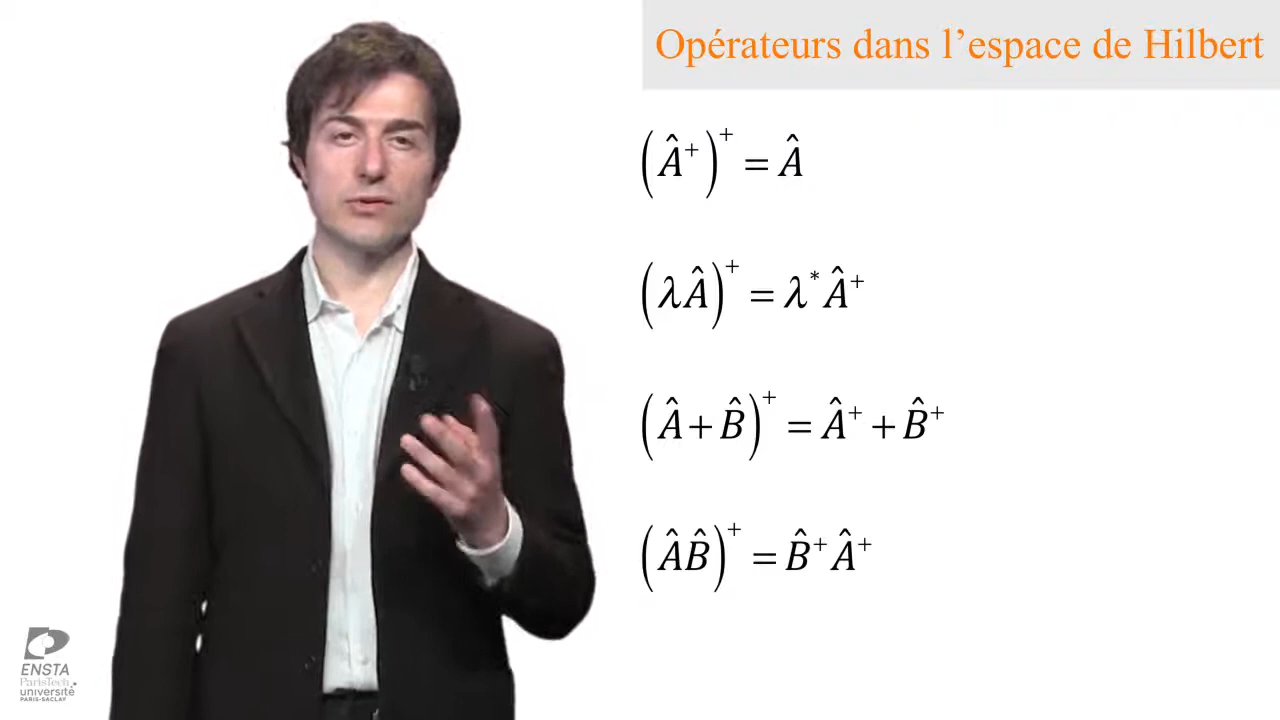 Opérateurs dans l’espace de Hilbert
(Â⁺)⁺ = Â
(λÂ)⁺ = λ*Â⁺
(Â+B̂)⁺ = Â⁺+B̂⁺
(ÂB̂)⁺ = B̂⁺Â⁺
ENSTA
ParisTech
université
PARIS-SACLAY